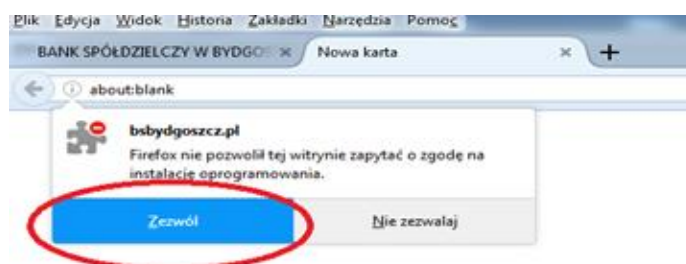 Plik Edycja Widok Historia Zakładki Narzędzia Pomoc
BANK SPÓŁDZIELCZY W BYDGO × Nowa karta × +
about:blank
bsbydgoszcz.pl
Firefox nie pozwolił tej witrynie zapytać o zgodę na
instalację oprogramowania.
Zezwól Nie zezwalaj